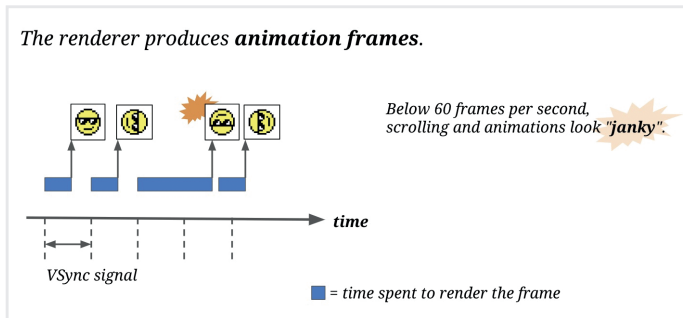 The renderer produces animation frames.
Below 60 frames per second,
scrolling and animations look "janky".
time
VSync signal
= time spent to render the frame